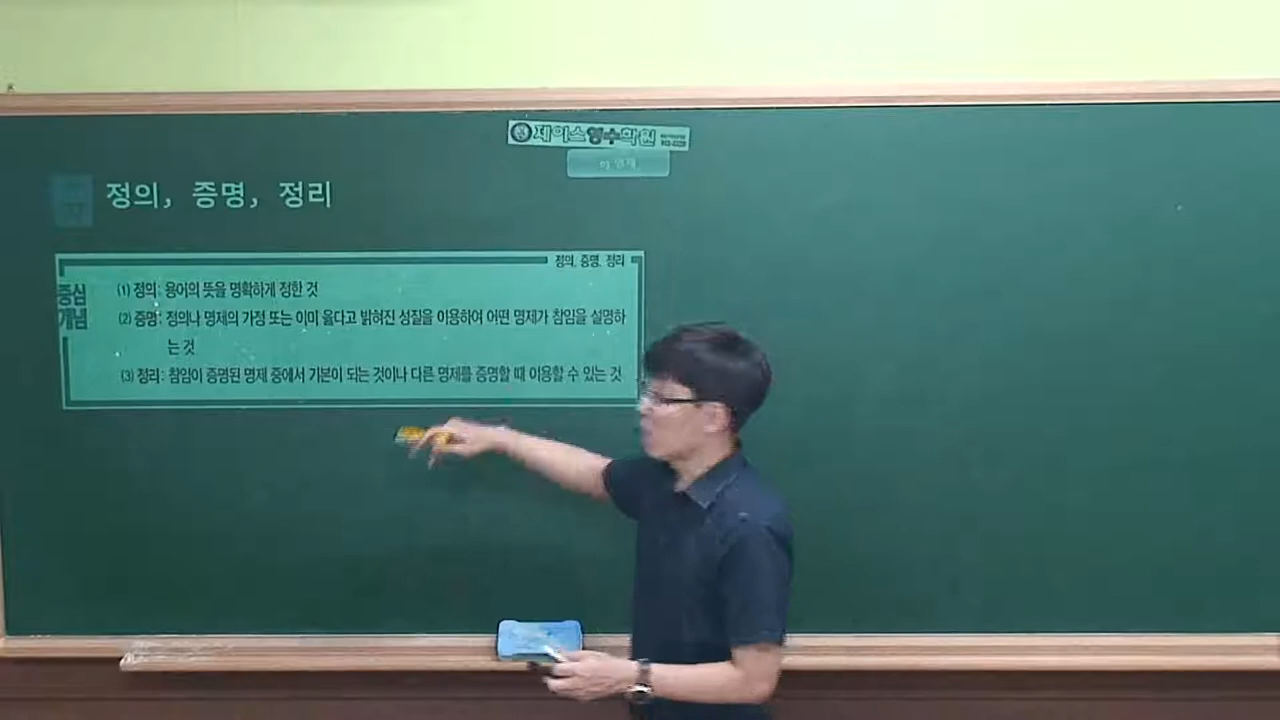 제이스영수학원
03 명제
정의, 증명, 정리
정의, 증명, 정리
중심
개념
(1) 정의: 용어의 뜻을 명확하게 정한 것
(2) 증명: 정의나 명제의 가정 또는 이미 옳다고 밝혀진 성질을 이용하여 어떤 명제가 참임을 설명하
는 것
(3) 정리: 참임이 증명된 명제 중에서 기본이 되는 것이나 다른 명제를 증명할 때 이용할 수 있는 것